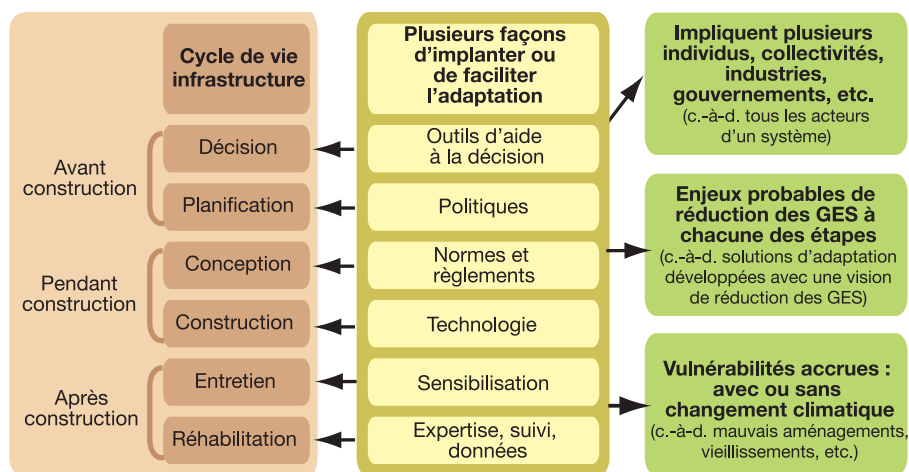 Cycle de vie
infrastructure
Avant
construction
Décision
Planification
Pendant
construction
Conception
Construction
Après
construction
Entretien
Réhabilitation
Plusieurs façons
d’implanter ou
de faciliter
l’adaptation
Outils d’aide
à la décision
Politiques
Normes et
règlements
Technologie
Sensibilisation
Expertise, suivi,
données
Impliquent plusieurs
individus, collectivités,
industries,
gouvernements, etc.
(c.-à-d. tous les acteurs
d’un système)
Enjeux probables de
réduction des GES à
chacune des étapes
(c.-à-d. solutions d’adaptation
développées avec une vision
de réduction des GES)
Vulnérabilités accrues :
avec ou sans
changement climatique
(c.-à-d. mauvais aménagements,
vieillissements, etc.)